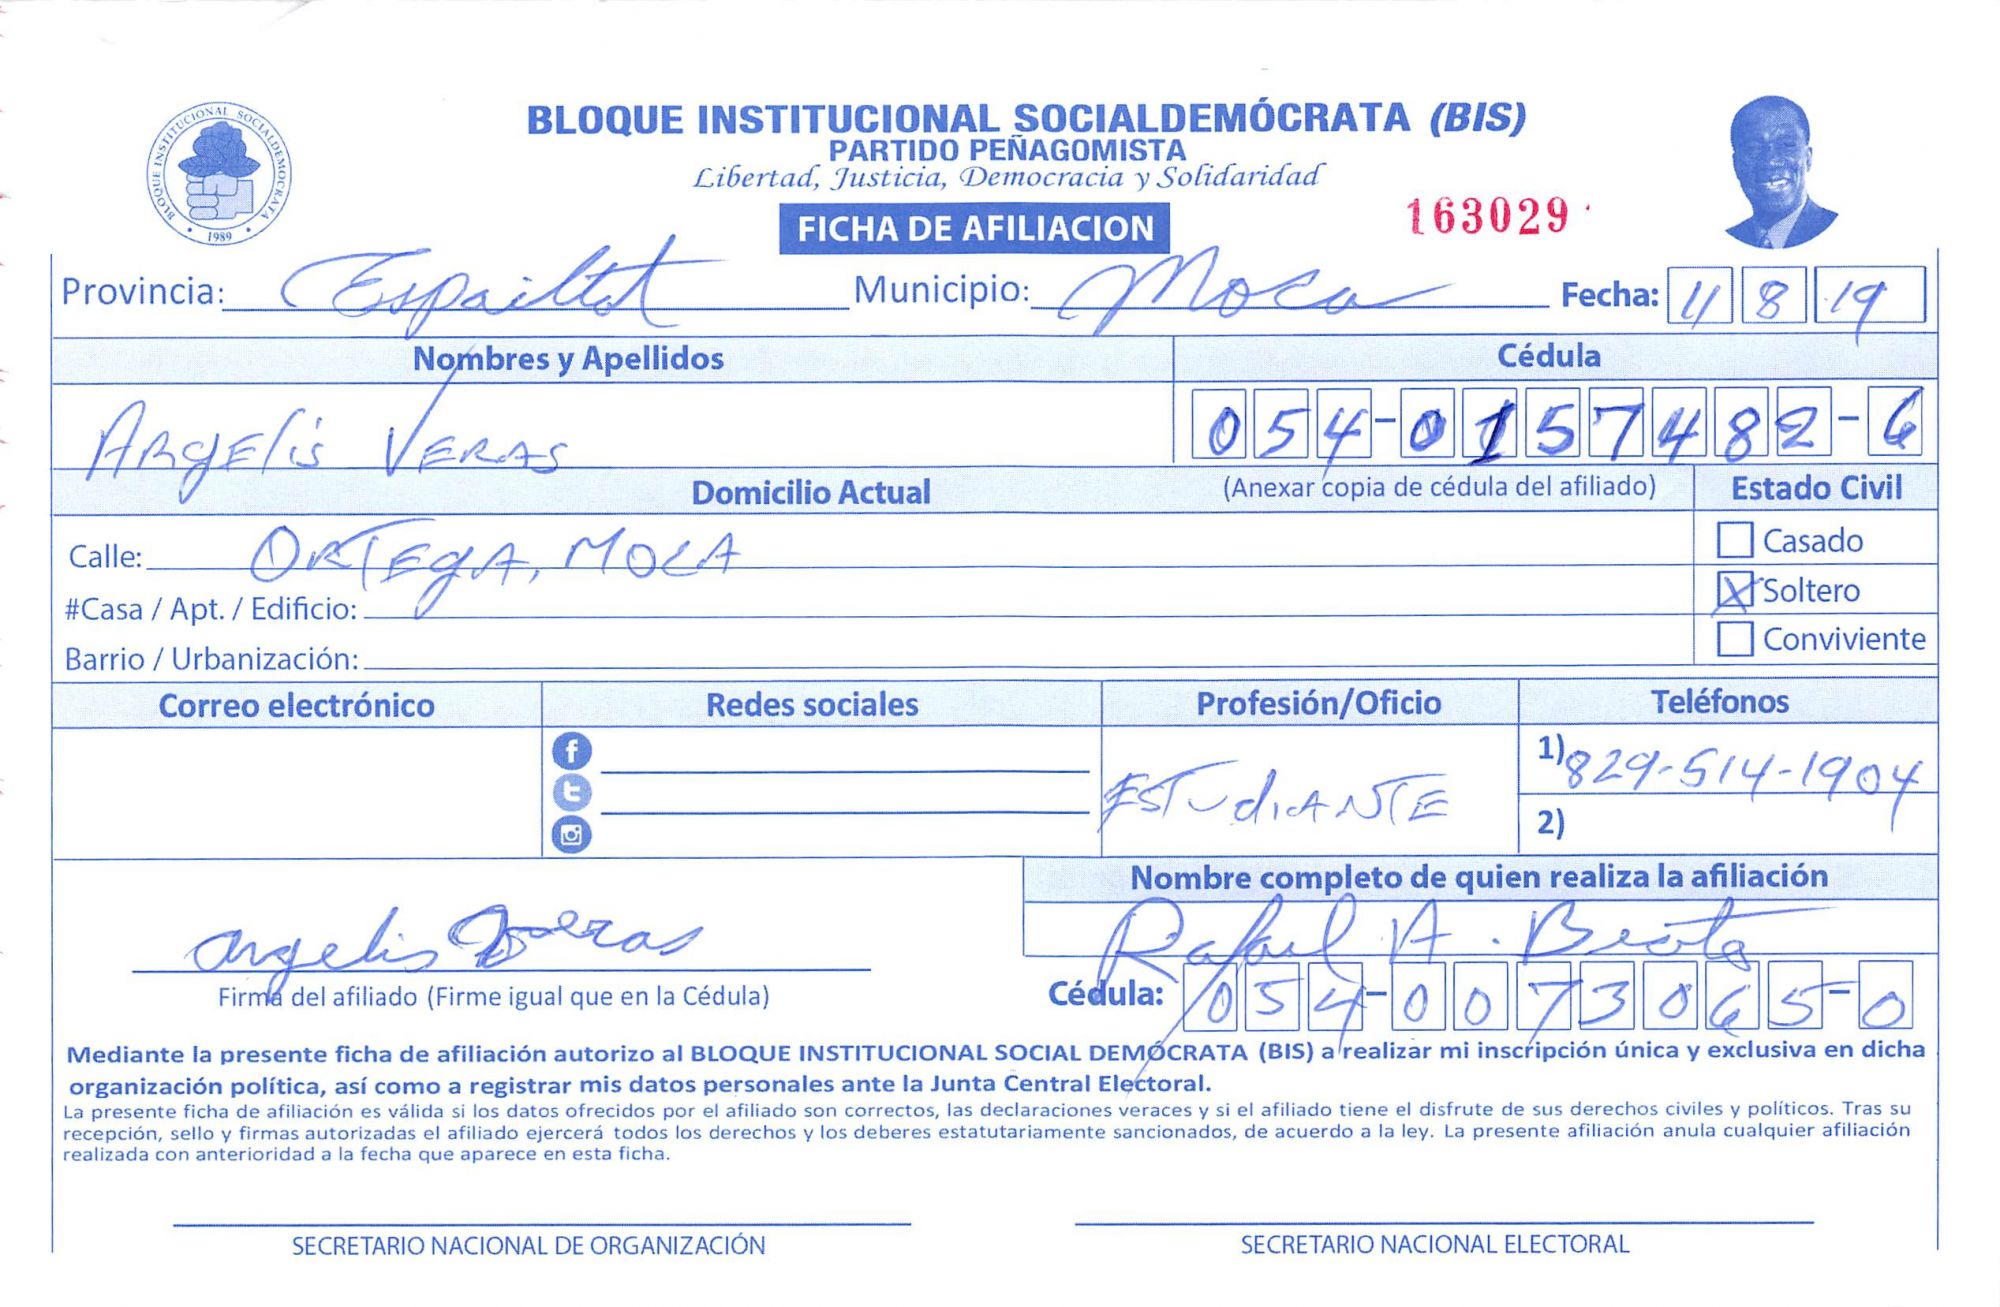 BLOQUE INSTITUCIONAL SOCIALDEMÓCRATA
1989
BLOQUE INSTITUCIONAL SOCIALDEMÓCRATA (BIS)
PARTIDO PEÑAGOMISTA
Libertad, Justicia, Democracia y Solidaridad
FICHA DE AFILIACION
163029
Provincia: Espaillat Municipio: Moca Fecha: 11 8 19
Nombres y Apellidos Cédula
ARgElis VERAS 054-0157482-6
Domicilio Actual (Anexar copia de cédula del afiliado) Estado Civil
Calle: ORTEgA, MOCA
Casado
#Casa / Apt. / Edificio:
X Soltero
Barrio / Urbanización:
Conviviente
Correo electrónico Redes sociales Profesión/Oficio Teléfonos
ESTudiANTE
1) 829-514-1904
2)
Nombre completo de quien realiza la afiliación
argelis veras Rafael A.
Firma del afiliado (Firme igual que en la Cédula) Cédula: 054-0073065-0
Mediante la presente ficha de afiliación autorizo al BLOQUE INSTITUCIONAL SOCIAL DEMÓCRATA (BIS) a realizar mi inscripción única y exclusiva en dicha
organización política, así como a registrar mis datos personales ante la Junta Central Electoral.
La presente ficha de afiliación es válida si los datos ofrecidos por el afiliado son correctos, las declaraciones veraces y si el afiliado tiene el disfrute de sus derechos civiles y políticos. Tras su
recepción, sello y firmas autorizadas el afiliado ejercerá todos los derechos y los deberes estatutariamente sancionados, de acuerdo a la ley. La presente afiliación anula cualquier afiliación
realizada con anterioridad a la fecha que aparece en esta ficha.
SECRETARIO NACIONAL DE ORGANIZACIÓN SECRETARIO NACIONAL ELECTORAL